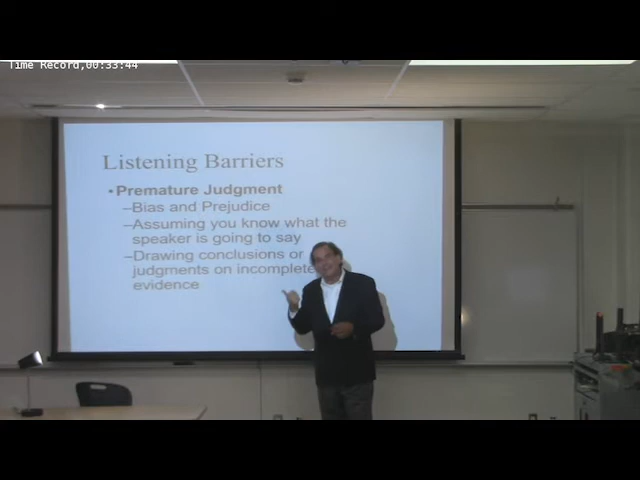 Time Record,00:33:44
Listening Barriers
•Premature Judgment
–Bias and Prejudice
–Assuming you know what the
speaker is going to say
–Drawing conclusions or
judgments on incomplete
evidence